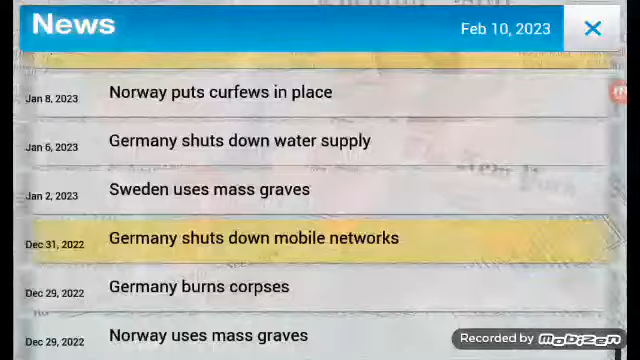 News
Feb 10, 2023
Jan 8, 2023 Norway puts curfews in place
Jan 6, 2023 Germany shuts down water supply
Jan 2, 2023 Sweden uses mass graves
Dec 31, 2022 Germany shuts down mobile networks
Dec 29, 2022 Germany burns corpses
Dec 29, 2022 Norway uses mass graves
Recorded by MOBIZEN